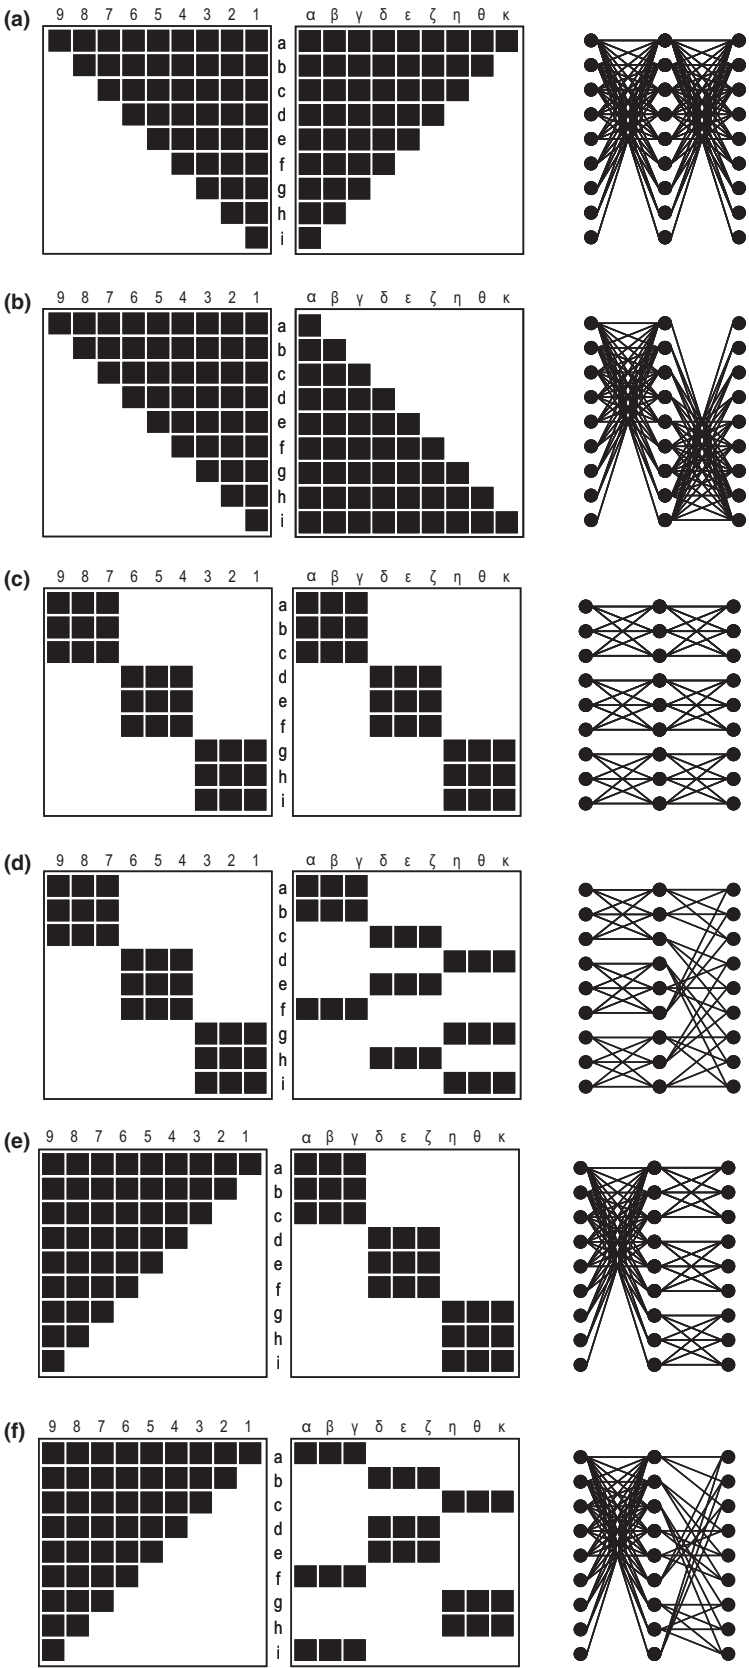 (a) 9 8 7 6 5 4 3 2 1 α β γ δ ε ζ η θ κ
a
b
c
d
e
f
g
h
i
(b) 9 8 7 6 5 4 3 2 1 α β γ δ ε ζ η θ κ
a
b
c
d
e
f
g
h
i
(c) 9 8 7 6 5 4 3 2 1 α β γ δ ε ζ η θ κ
a
b
c
d
e
f
g
h
i
(d) 9 8 7 6 5 4 3 2 1 α β γ δ ε ζ η θ κ
a
b
c
d
e
f
g
h
i
(e) 9 8 7 6 5 4 3 2 1 α β γ δ ε ζ η θ κ
a
b
c
d
e
f
g
h
i
(f) 9 8 7 6 5 4 3 2 1 α β γ δ ε ζ η θ κ
a
b
c
d
e
f
g
h
i